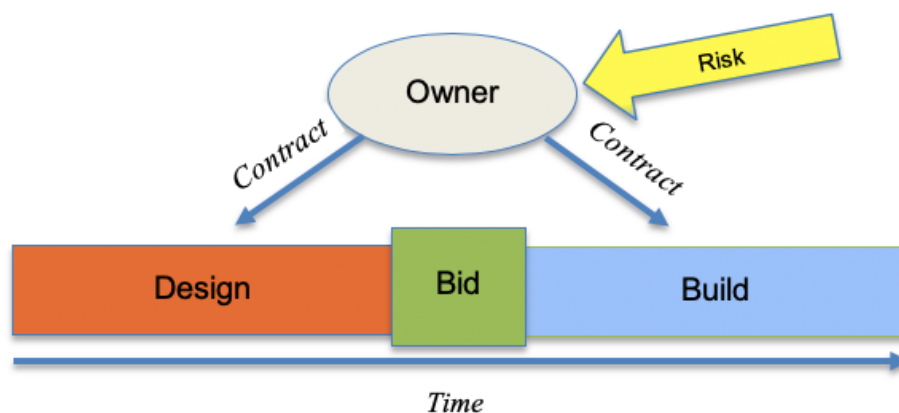 Risk
Owner
Contract
Contract
Design
Bid
Build
Time